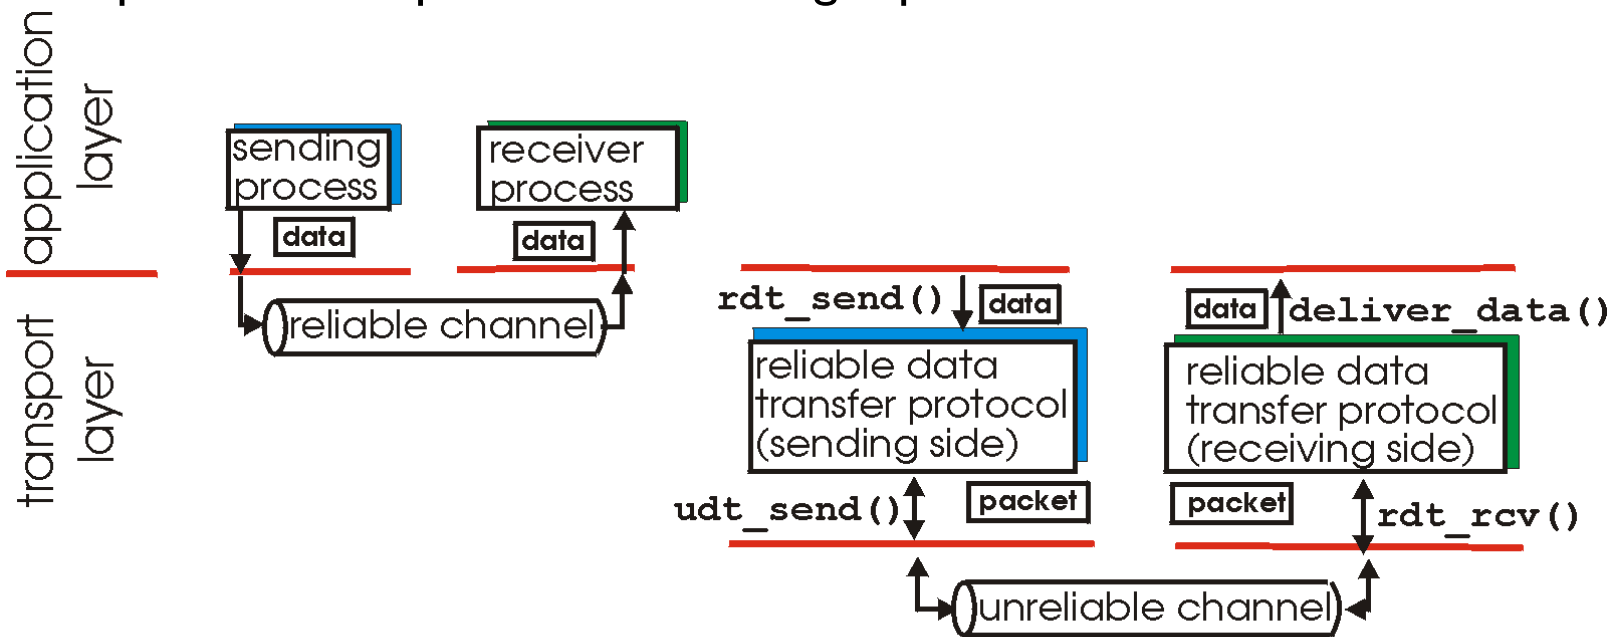 application
layer
transport
layer
sending
process
data
receiver
process
data
reliable channel
rdt_send()
data
reliable data
transfer protocol
(sending side)
udt_send()
packet
data
deliver_data()
reliable data
transfer protocol
(receiving side)
packet
rdt_rcv()
unreliable channel